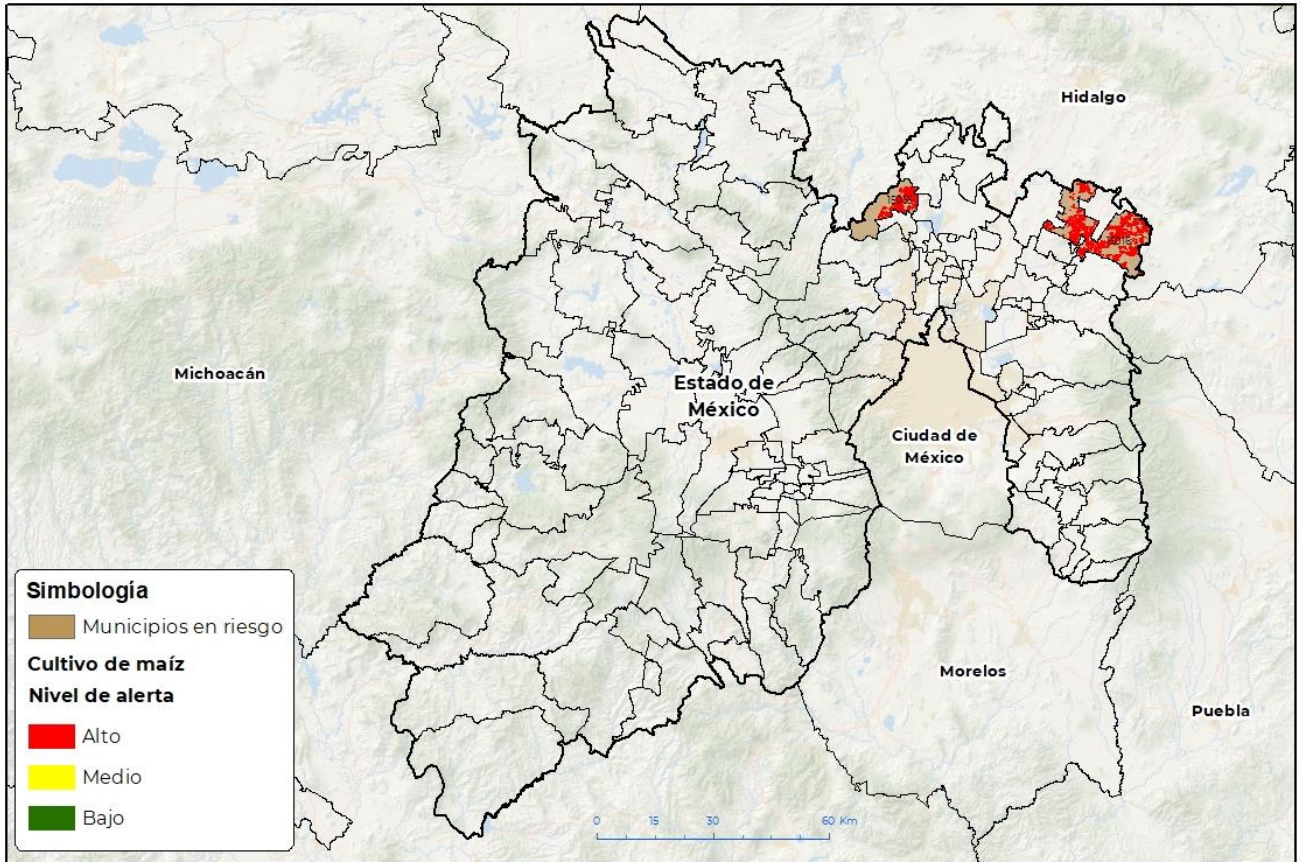 Hidalgo
Michoacán
Estado de
México
Ciudad de
México
Morelos
Puebla
Simbología
Municipios en riesgo
Cultivo de maíz
Nivel de alerta
Alto
Medio
Bajo
0 15 30 60 Km